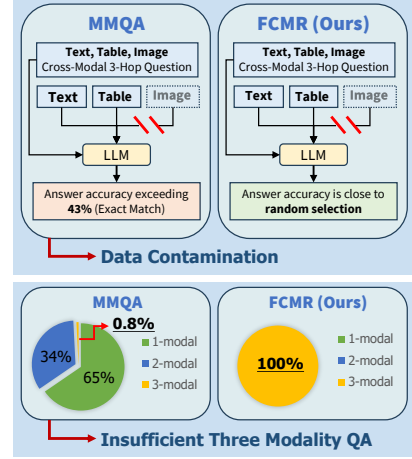 MMQA
Text, Table, Image
Cross-Modal 3-Hop Question
Text
Table
Image
LLM
Answer accuracy exceeding
43% (Exact Match)
FCMR (Ours)
Text, Table, Image
Cross-Modal 3-Hop Question
Text
Table
Image
LLM
Answer accuracy is close to
random selection
Data Contamination
MMQA
0.8%
34%
65%
1-modal
2-modal
3-modal
FCMR (Ours)
100%
1-modal
2-modal
3-modal
Insufficient Three Modality QA